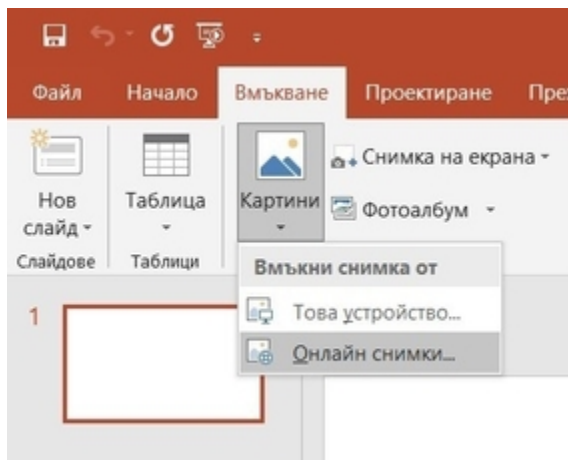 Файл Начало Вмъкване Проектиране
Нов слайд
Таблица
Картини
Снимка на екрана
Фотоалбум
Слайдове Таблици
Вмъкни снимка от
Това устройство...
Онлайн снимки...
1